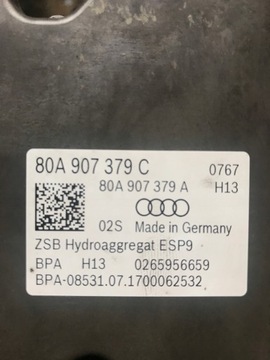 80A 907 379 C 0767
80A 907 379 A H13
02S Made in Germany
ZSB Hydroaggregat ESP9
BPA H13 0265956659
BPA-08531.07.1700062532